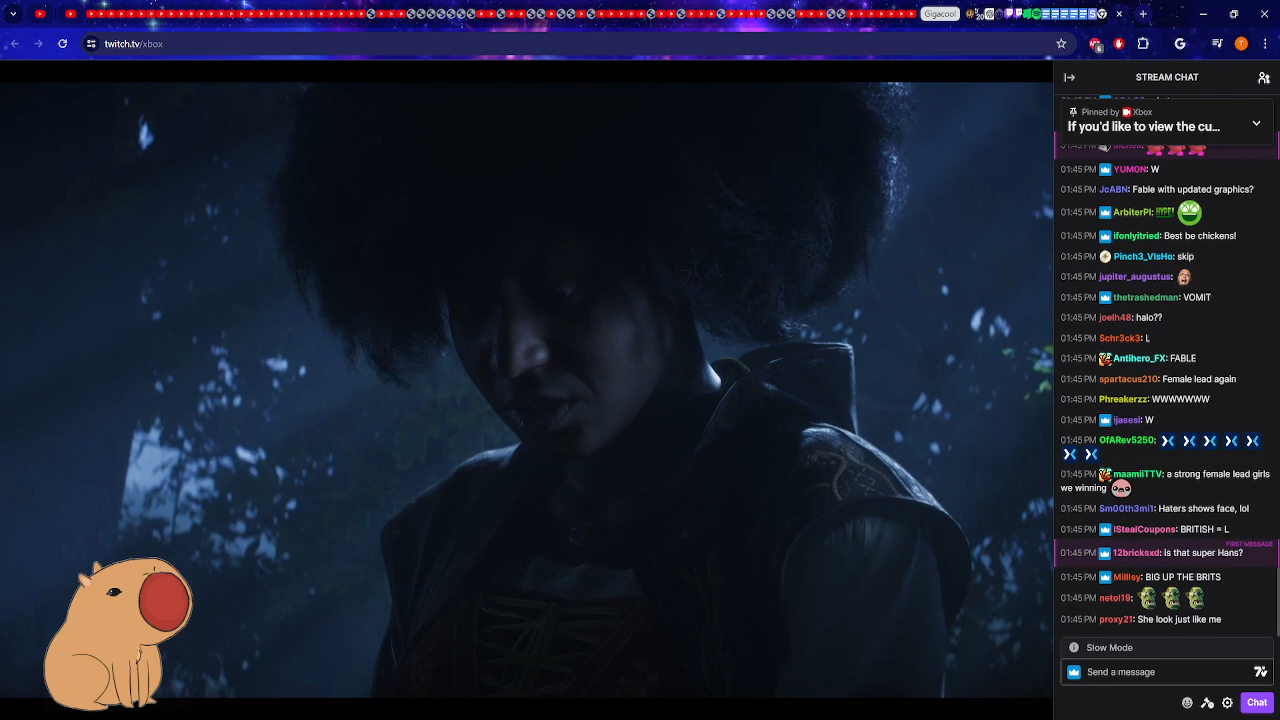 Gigacool
twitch.tv/xbox
STREAM CHAT
Pinned by Xbox
If you'd like to view the cu...
01:45 PM YUM0N: W
01:45 PM JcABN: Fable with updated graphics?
01:45 PM ArbiterPI: HYPE!
01:45 PM ifonlyitried: Best be chickens!
01:45 PM Pinch3_VIsHo: skip
01:45 PM jupiter_augustus:
01:45 PM thetrashedman: VOMIT
01:45 PM joelh48: halo??
01:45 PM Schr3ck3: L
01:45 PM Antihero_FX: FABLE
01:45 PM spartacus210: Female lead again
01:45 PM Phreakerzz: WWWWWWW
01:45 PM ijasesi: W
01:45 PM OfARev5250:
01:45 PM maamiiTTV: a strong female lead girls
we winning
01:45 PM Sm00th3mi1: Haters shows face, lol
01:45 PM IStealCoupons: BRITISH = L
FIRST MESSAGE
01:45 PM 12bricksxd: is that super Hans?
01:45 PM Millsy: BIG UP THE BRITS
01:45 PM netol19:
01:45 PM proxy21: She look just like me
Slow Mode
Send a message
Chat